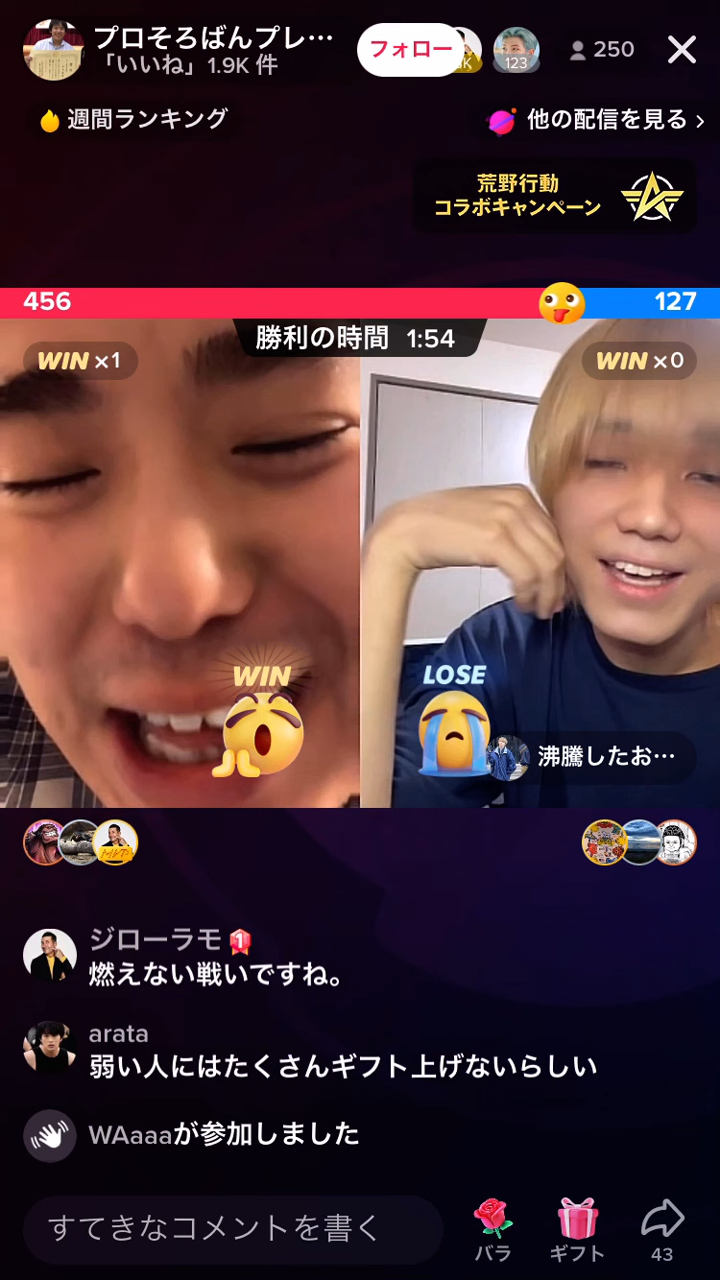 プロそろばんプレ…
「いいね」1.9K 件
フォロー
K
123
250
週間ランキング
他の配信を見る
荒野行動
コラボキャンペーン
456
127
勝利の時間 1:54
WIN ×1
WIN ×0
WIN
LOSE
沸騰したお…
ジローラモ 1
燃えない戦いですね。
arata
弱い人にはたくさんギフト上げないらしい
WAaaaが参加しました
すてきなコメントを書く
バラ
ギフト
43